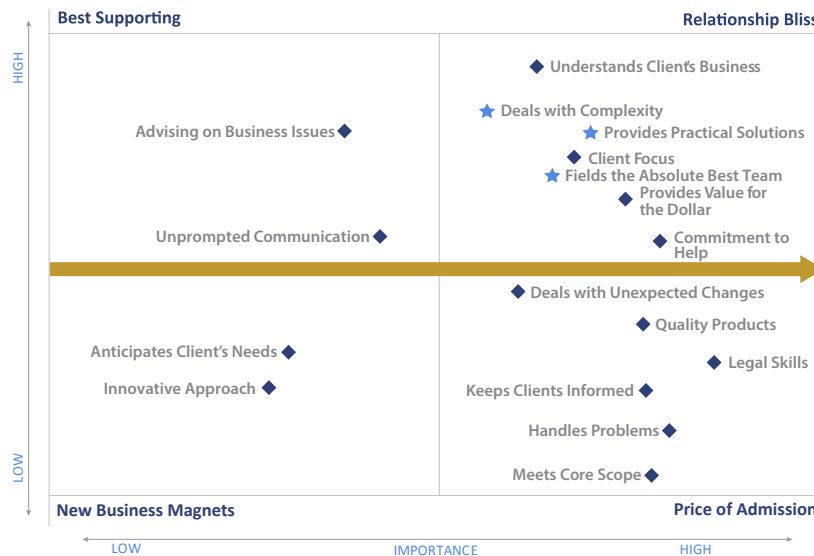 Best Supporting
Relationship Bliss
HIGH
Understands Client's Business
Deals with Complexity
Advising on Business Issues
Provides Practical Solutions
Client Focus
Fields the Absolute Best Team
Provides Value for
the Dollar
Unprompted Communication
Commitment to
Help
Deals with Unexpected Changes
Quality Products
Anticipates Client's Needs
Legal Skills
Innovative Approach
Keeps Clients Informed
Handles Problems
LOW
Meets Core Scope
New Business Magnets
Price of Admission
LOW
IMPORTANCE
HIGH